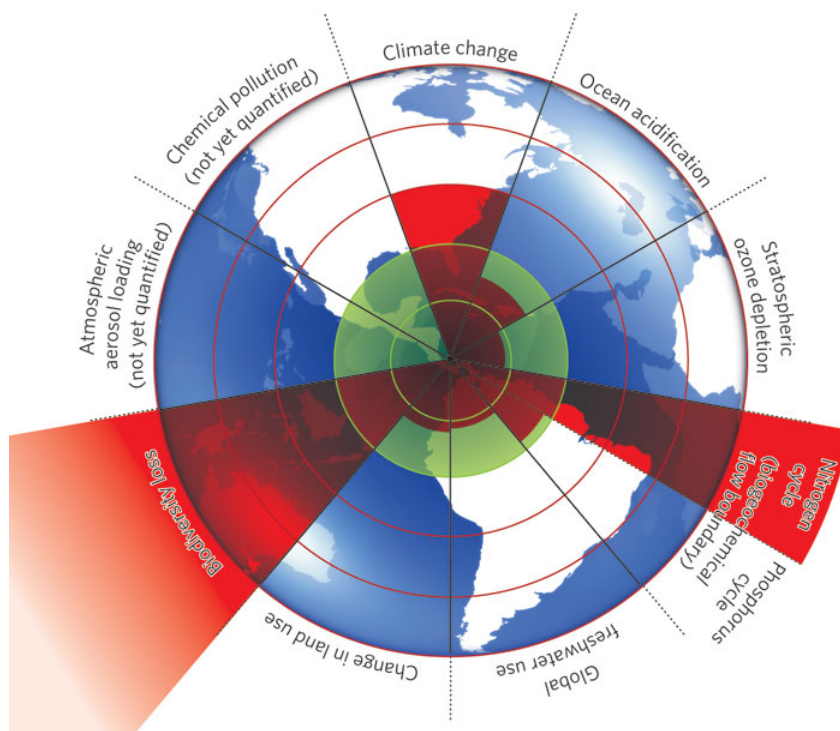 Climate change
Ocean acidification
Stratospheric
ozone depletion
Nitrogen
cycle
(biogeochemical
flow boundary)
Phosphorus
cycle
Global
freshwater use
Change in land use
Biodiversity loss
Atmospheric
aerosol loading
(not yet quantified)
Chemical pollution
(not yet quantified)